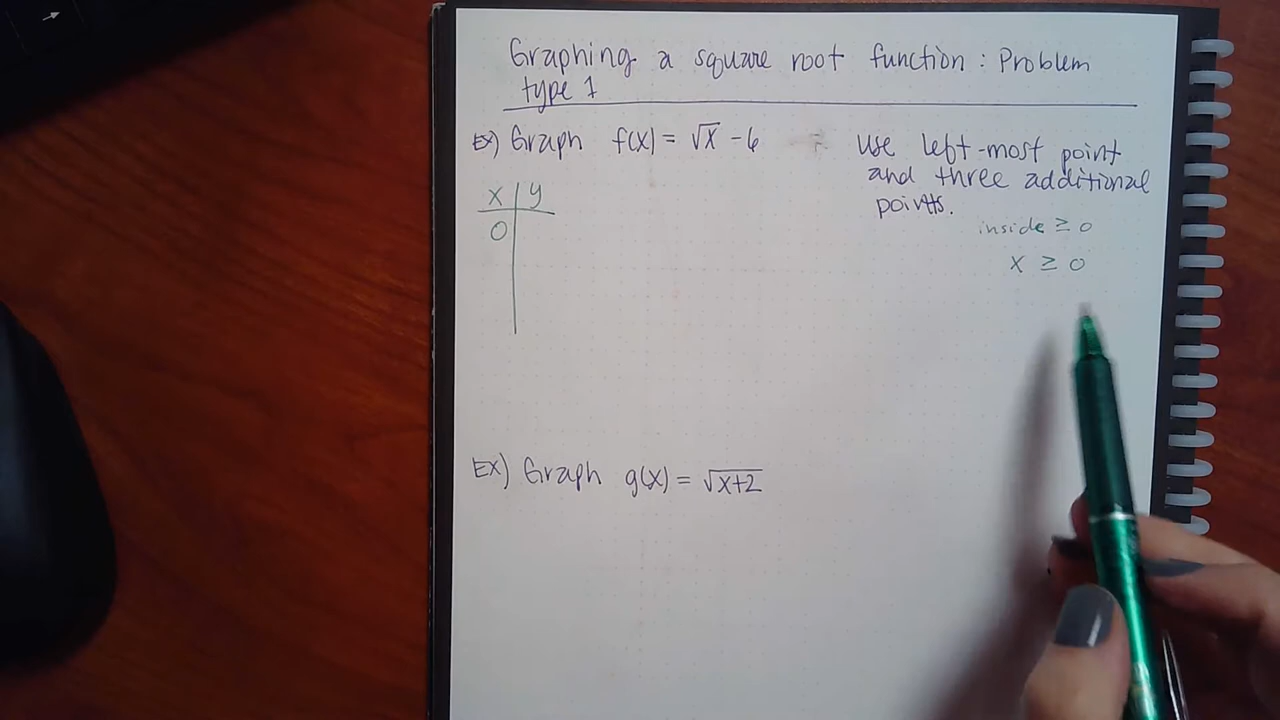 Graphing a square root function : Problem
type 1
Ex) Graph f(x) = √x - 6
Use left-most point
and three additional
points.
x y
0
inside ≥ 0
x ≥ 0
Ex) Graph g(x) = √x+2